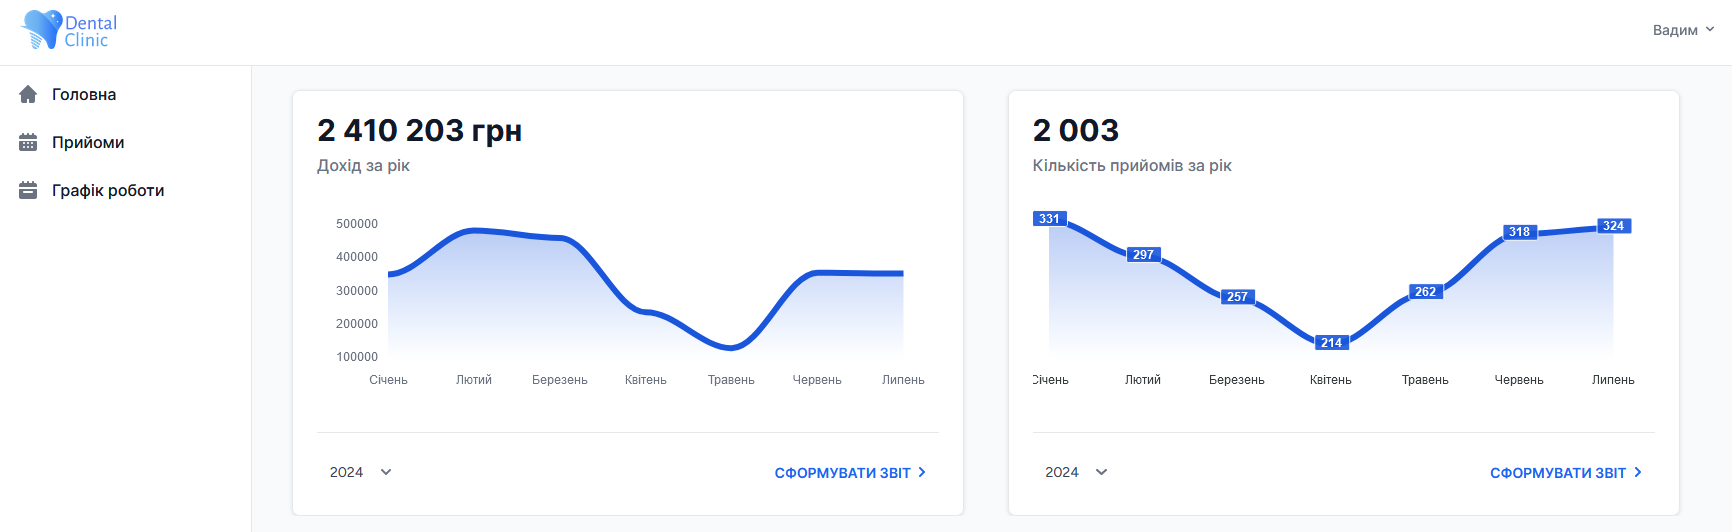 Dental
Clinic
Вадим
Головна
Прийоми
Графік роботи
2 410 203 грн
Дохід за рік
500000
400000
300000
200000
100000
Січень Лютий Березень Квітень Травень Червень Липень
2024
СФОРМУВАТИ ЗВІТ
2 003
Кількість прийомів за рік
331
297
257
214
262
318
324
Січень Лютий Березень Квітень Травень Червень Липень
2024
СФОРМУВАТИ ЗВІТ